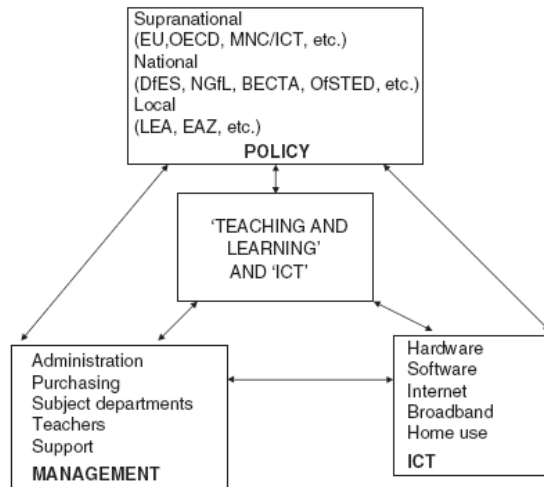 Supranational
(EU,OECD, MNC/ICT, etc.)
National
(DfES, NGfL, BECTA, OfSTED, etc.)
Local
(LEA, EAZ, etc.)
POLICY
‘TEACHING AND
LEARNING’
AND ‘ICT’
Administration
Purchasing
Subject departments
Teachers
Support
MANAGEMENT
Hardware
Software
Internet
Broadband
Home use
ICT